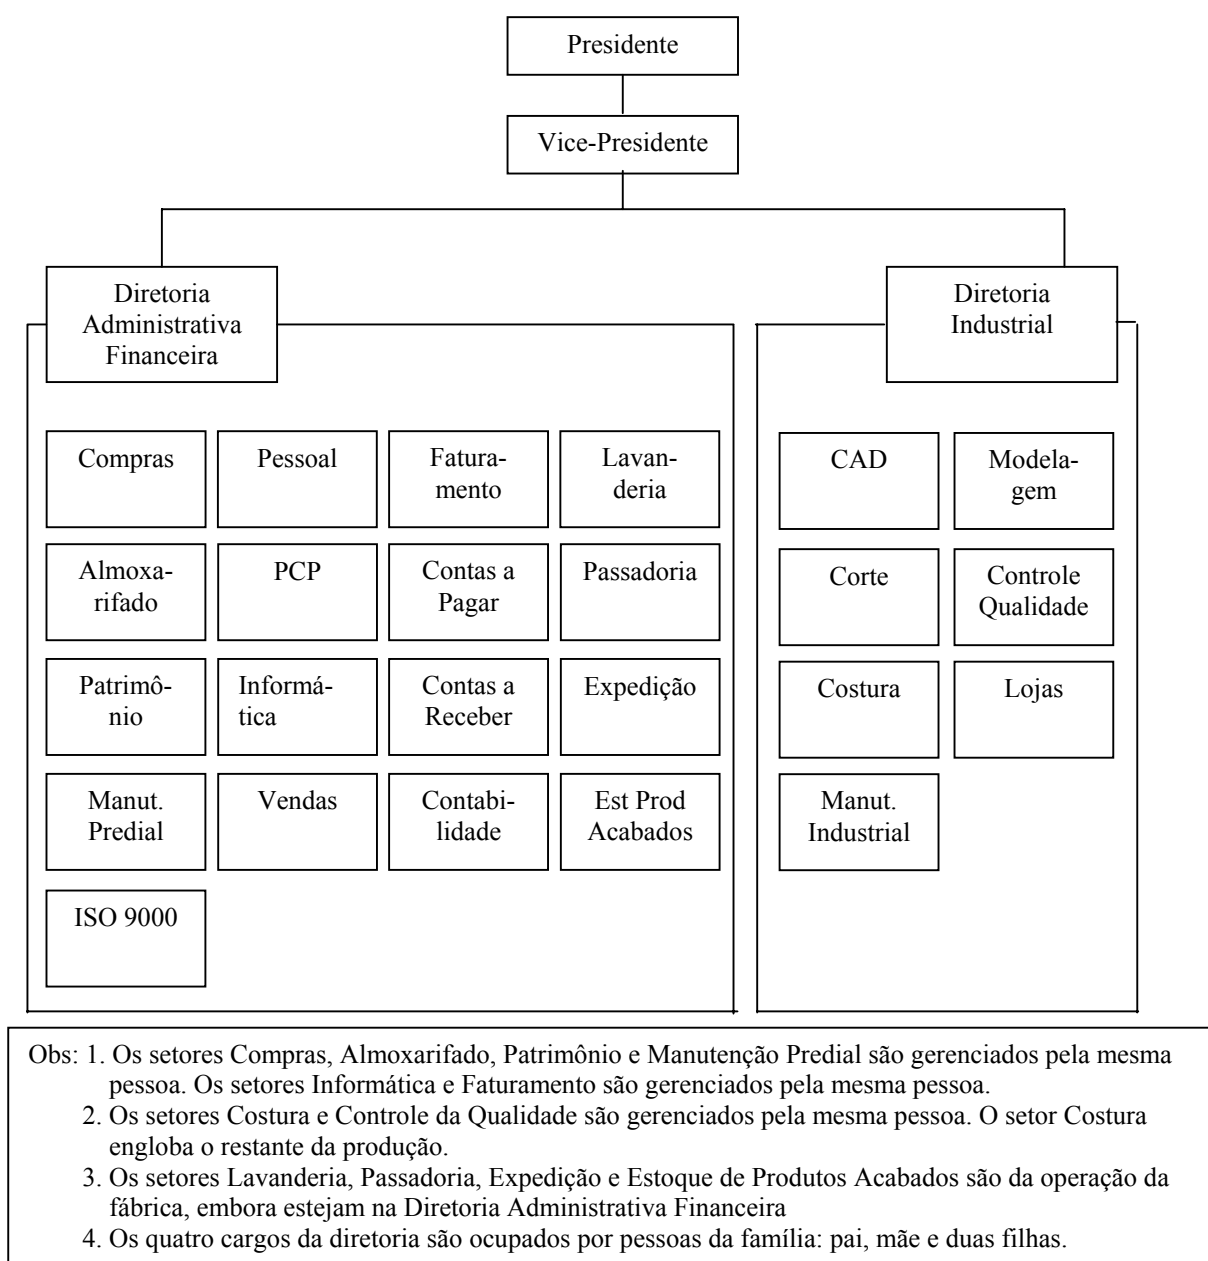 Presidente
Vice-Presidente
Diretoria
Administrativa
Financeira
Diretoria
Industrial
Compras
Pessoal
Fatura-
mento
Lavan-
deria
Almoxa-
rifado
PCP
Contas a
Pagar
Passadoria
Patrimô-
nio
Informá-
tica
Contas a
Receber
Expedição
Manut.
Predial
Vendas
Contabi-
lidade
Est Prod
Acabados
ISO 9000
CAD
Modela-
gem
Corte
Controle
Qualidade
Costura
Lojas
Manut.
Industrial
Obs: 1. Os setores Compras, Almoxarifado, Patrimônio e Manutenção Predial são gerenciados pela mesma
pessoa. Os setores Informática e Faturamento são gerenciados pela mesma pessoa.
2. Os setores Costura e Controle da Qualidade são gerenciados pela mesma pessoa. O setor Costura
engloba o restante da produção.
3. Os setores Lavanderia, Passadoria, Expedição e Estoque de Produtos Acabados são da operação da
fábrica, embora estejam na Diretoria Administrativa Financeira
4. Os quatro cargos da diretoria são ocupados por pessoas da família: pai, mãe e duas filhas.